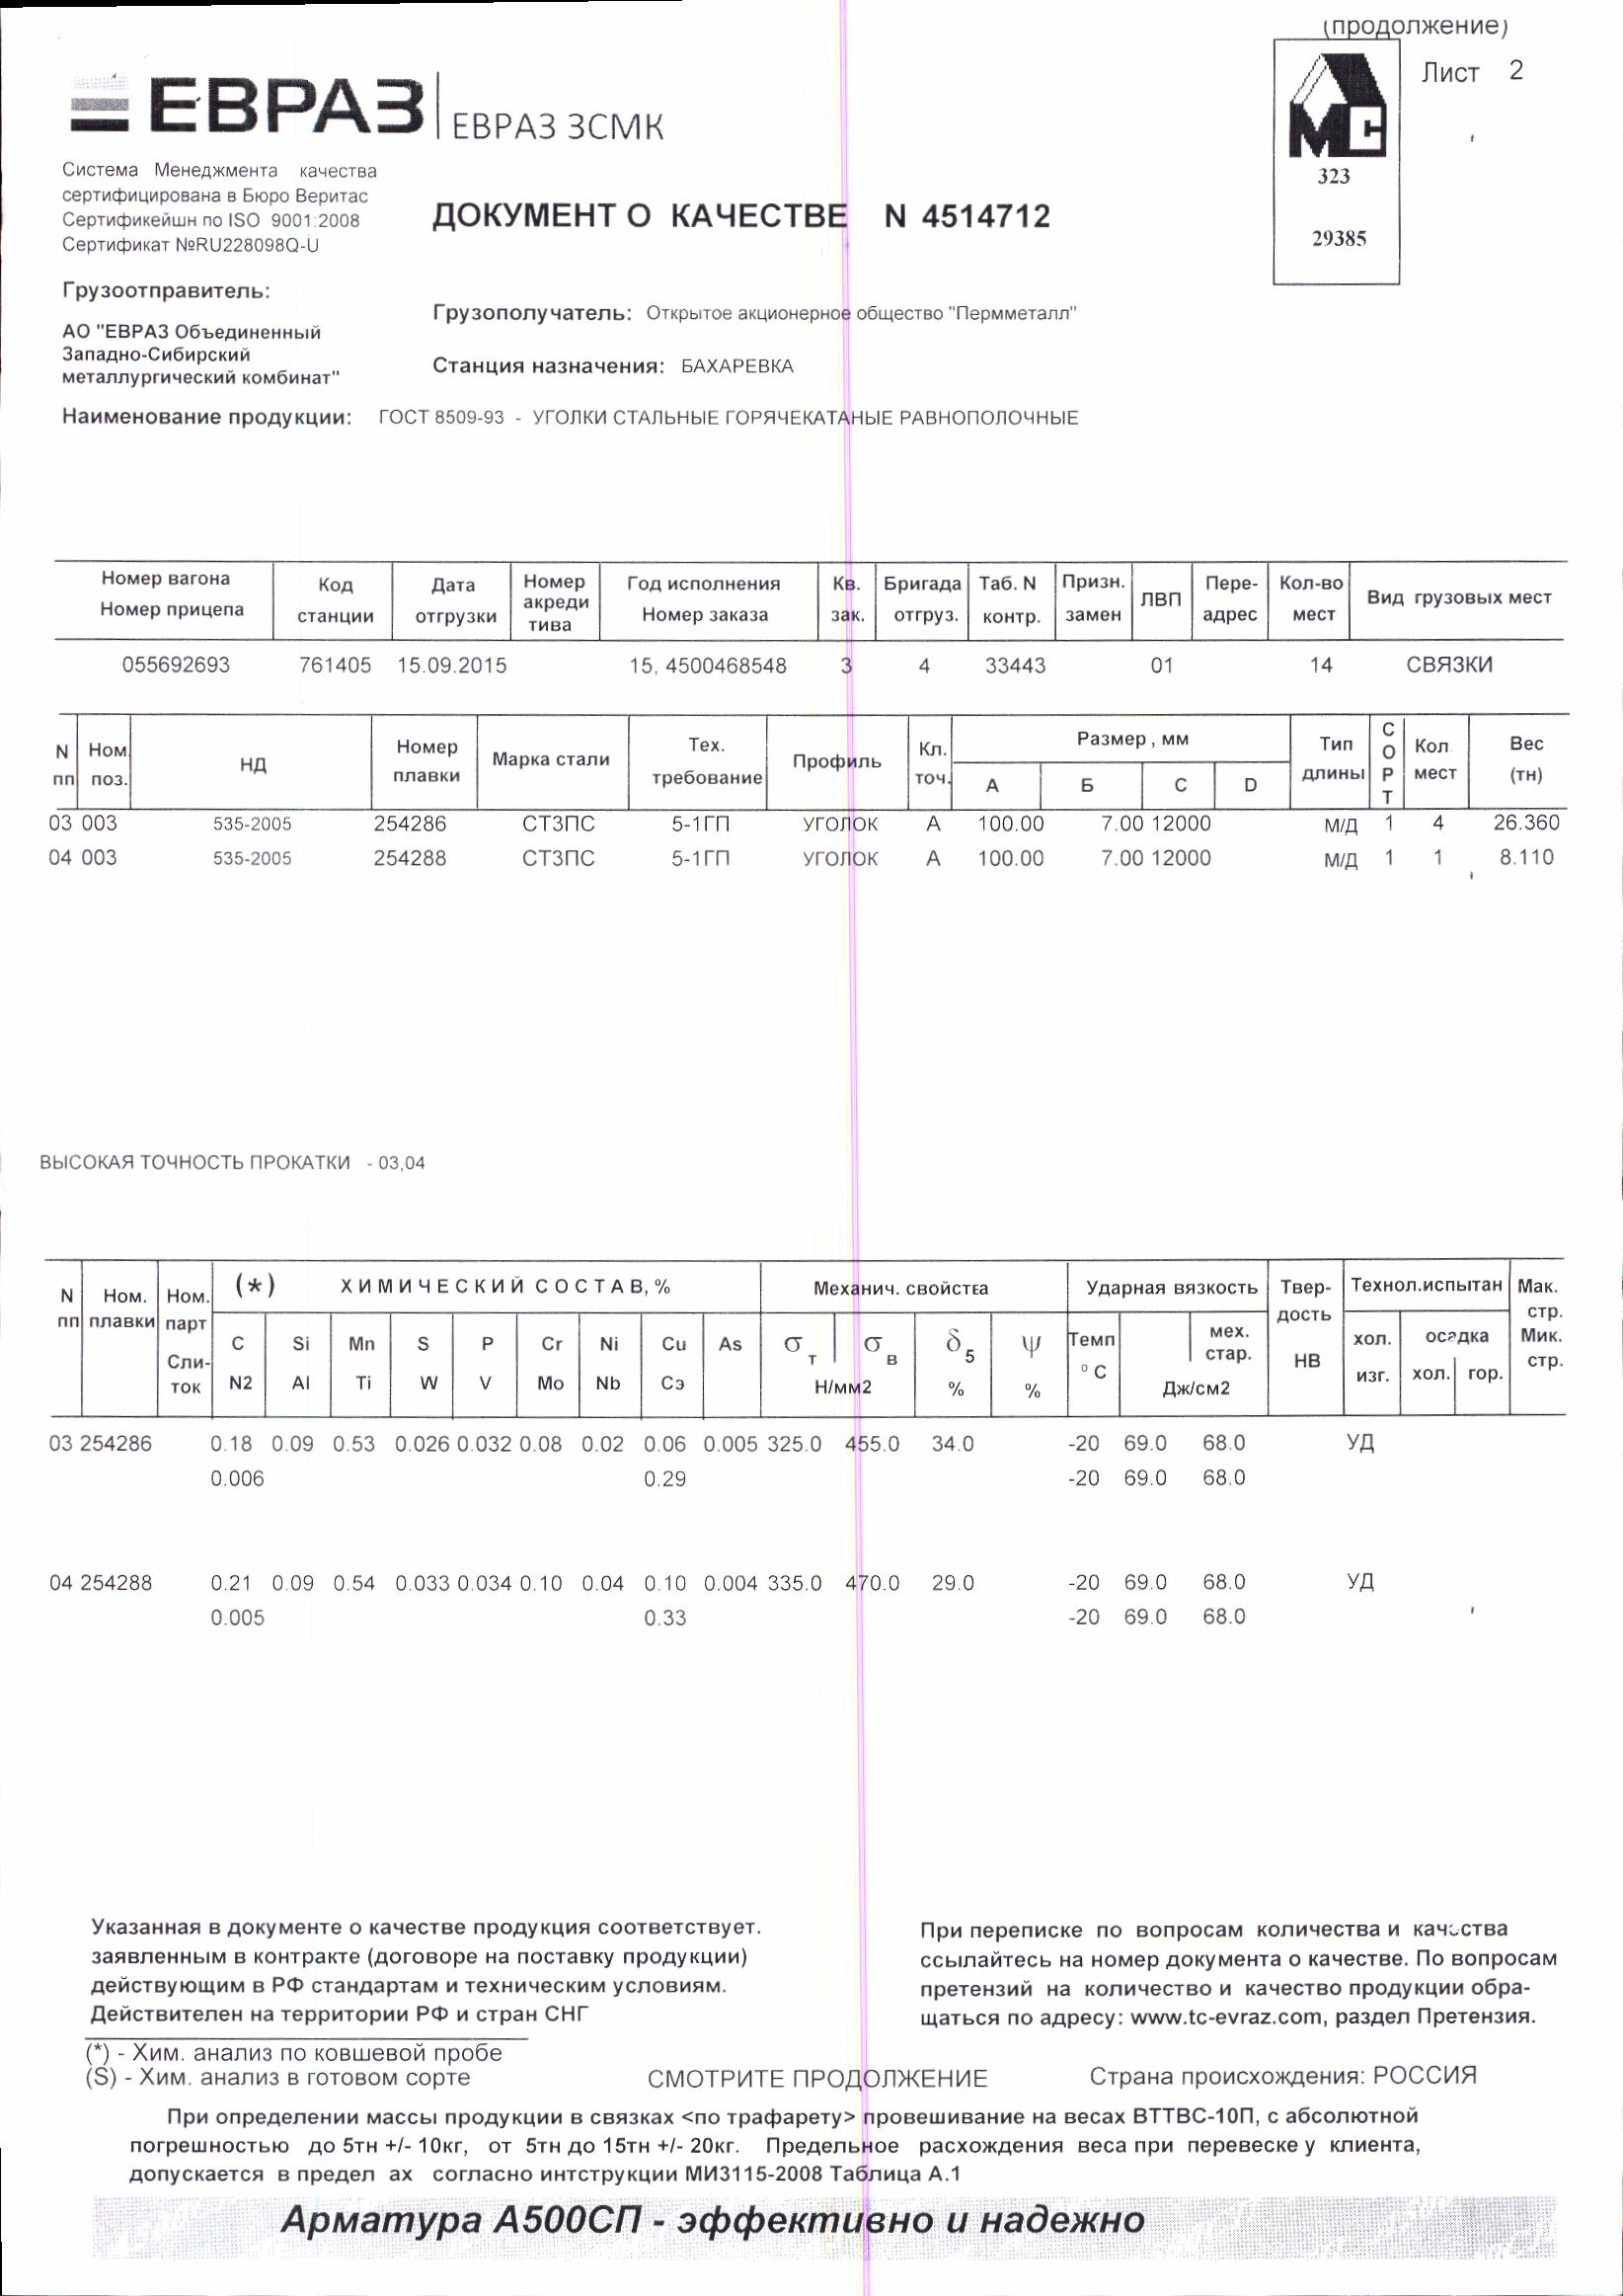 (продолжение)
Лист 2
ЕВРАЗ ЕВРАЗ ЗСМК
МС
323
29385
Система Менеджмента качества
сертифицирована в Бюро Веритас
Сертификейшн по ISO 9001:2008
Сертификат №RU228098Q-U
ДОКУМЕНТ О КАЧЕСТВЕ N 4514712
Грузоотправитель:
АО "ЕВРАЗ Объединенный
Западно-Сибирский
металлургический комбинат"
Грузополучатель: Открытое акционерное общество "Пермметалл"
Станция назначения: БАХАРЕВКА
Наименование продукции: ГОСТ 8509-93 - УГОЛКИ СТАЛЬНЫЕ ГОРЯЧЕКАТАНЫЕ РАВНОПОЛОЧНЫЕ
Номер вагона Код Дата Номер Год исполнения Кв. Бригада Таб. N Призн. ЛВП Пере- Кол-во Вид грузовых мест
Номер прицепа станции отгрузки акреди Номер заказа зак. отгруз. контр. замен адрес мест
тива
055692693 761405 15.09.2015 15, 4500468548 3 4 33443 01 14 СВЯЗКИ
N Ном. НД Номер Марка стали Тех. Профиль Кл. Размер , мм Тип СОРТ Кол. Вес
пп поз. плавки требование точ. А Б С D длины мест (тн)
03 003 535-2005 254286 СТ3ПС 5-1ГП УГОЛОК А 100.00 7.00 12000 М/Д 1 4 26.360
04 003 535-2005 254288 СТ3ПС 5-1ГП УГОЛОК А 100.00 7.00 12000 М/Д 1 1 8.110
ВЫСОКАЯ ТОЧНОСТЬ ПРОКАТКИ - 03,04
N Ном. Ном. (*) ХИМИЧЕСКИЙ СОСТАВ, % Механич. свойства Ударная вязкость Твер- Технол.испытан Мак.
пп плавки парт дость стр.
C Si Mn S P Cr Ni Cu As σт σв δ5 ψ Темп мех. хол. осадка Мик.
Сли- стар. НВ стр.
ток N2 Al Ti W V Mo Nb Сэ Н/мм2 % % °С Дж/см2 изг. хол. гор.
03 254286 0.18 0.09 0.53 0.026 0.032 0.08 0.02 0.06 0.005 325.0 455.0 34.0 -20 69.0 68.0 УД
0.006 0.29 -20 69.0 68.0
04 254288 0.21 0.09 0.54 0.033 0.034 0.10 0.04 0.10 0.004 335.0 470.0 29.0 -20 69.0 68.0 УД
0.005 0.33 -20 69.0 68.0
Указанная в документе о качестве продукция соответствует.
заявленным в контракте (договоре на поставку продукции)
действующим в РФ стандартам и техническим условиям.
Действителен на территории РФ и стран СНГ
При переписке по вопросам количества и качества
ссылайтесь на номер документа о качестве. По вопросам
претензий на количество и качество продукции обра-
щаться по адресу: www.tc-evraz.com, раздел Претензия.
(*) - Хим. анализ по ковшевой пробе
(S) - Хим. анализ в готовом сорте
СМОТРИТЕ ПРОДОЛЖЕНИЕ
Страна происхождения: РОССИЯ
При определении массы продукции в связках <по трафарету> провешивание на весах ВТТВС-10П, с абсолютной
погрешностью до 5тн +/- 10кг, от 5тн до 15тн +/- 20кг. Предельное расхождения веса при перевеске у клиента,
допускается в предел ах согласно интструкции МИ3115-2008 Таблица А.1
Арматура А500СП - эффективно и надежно